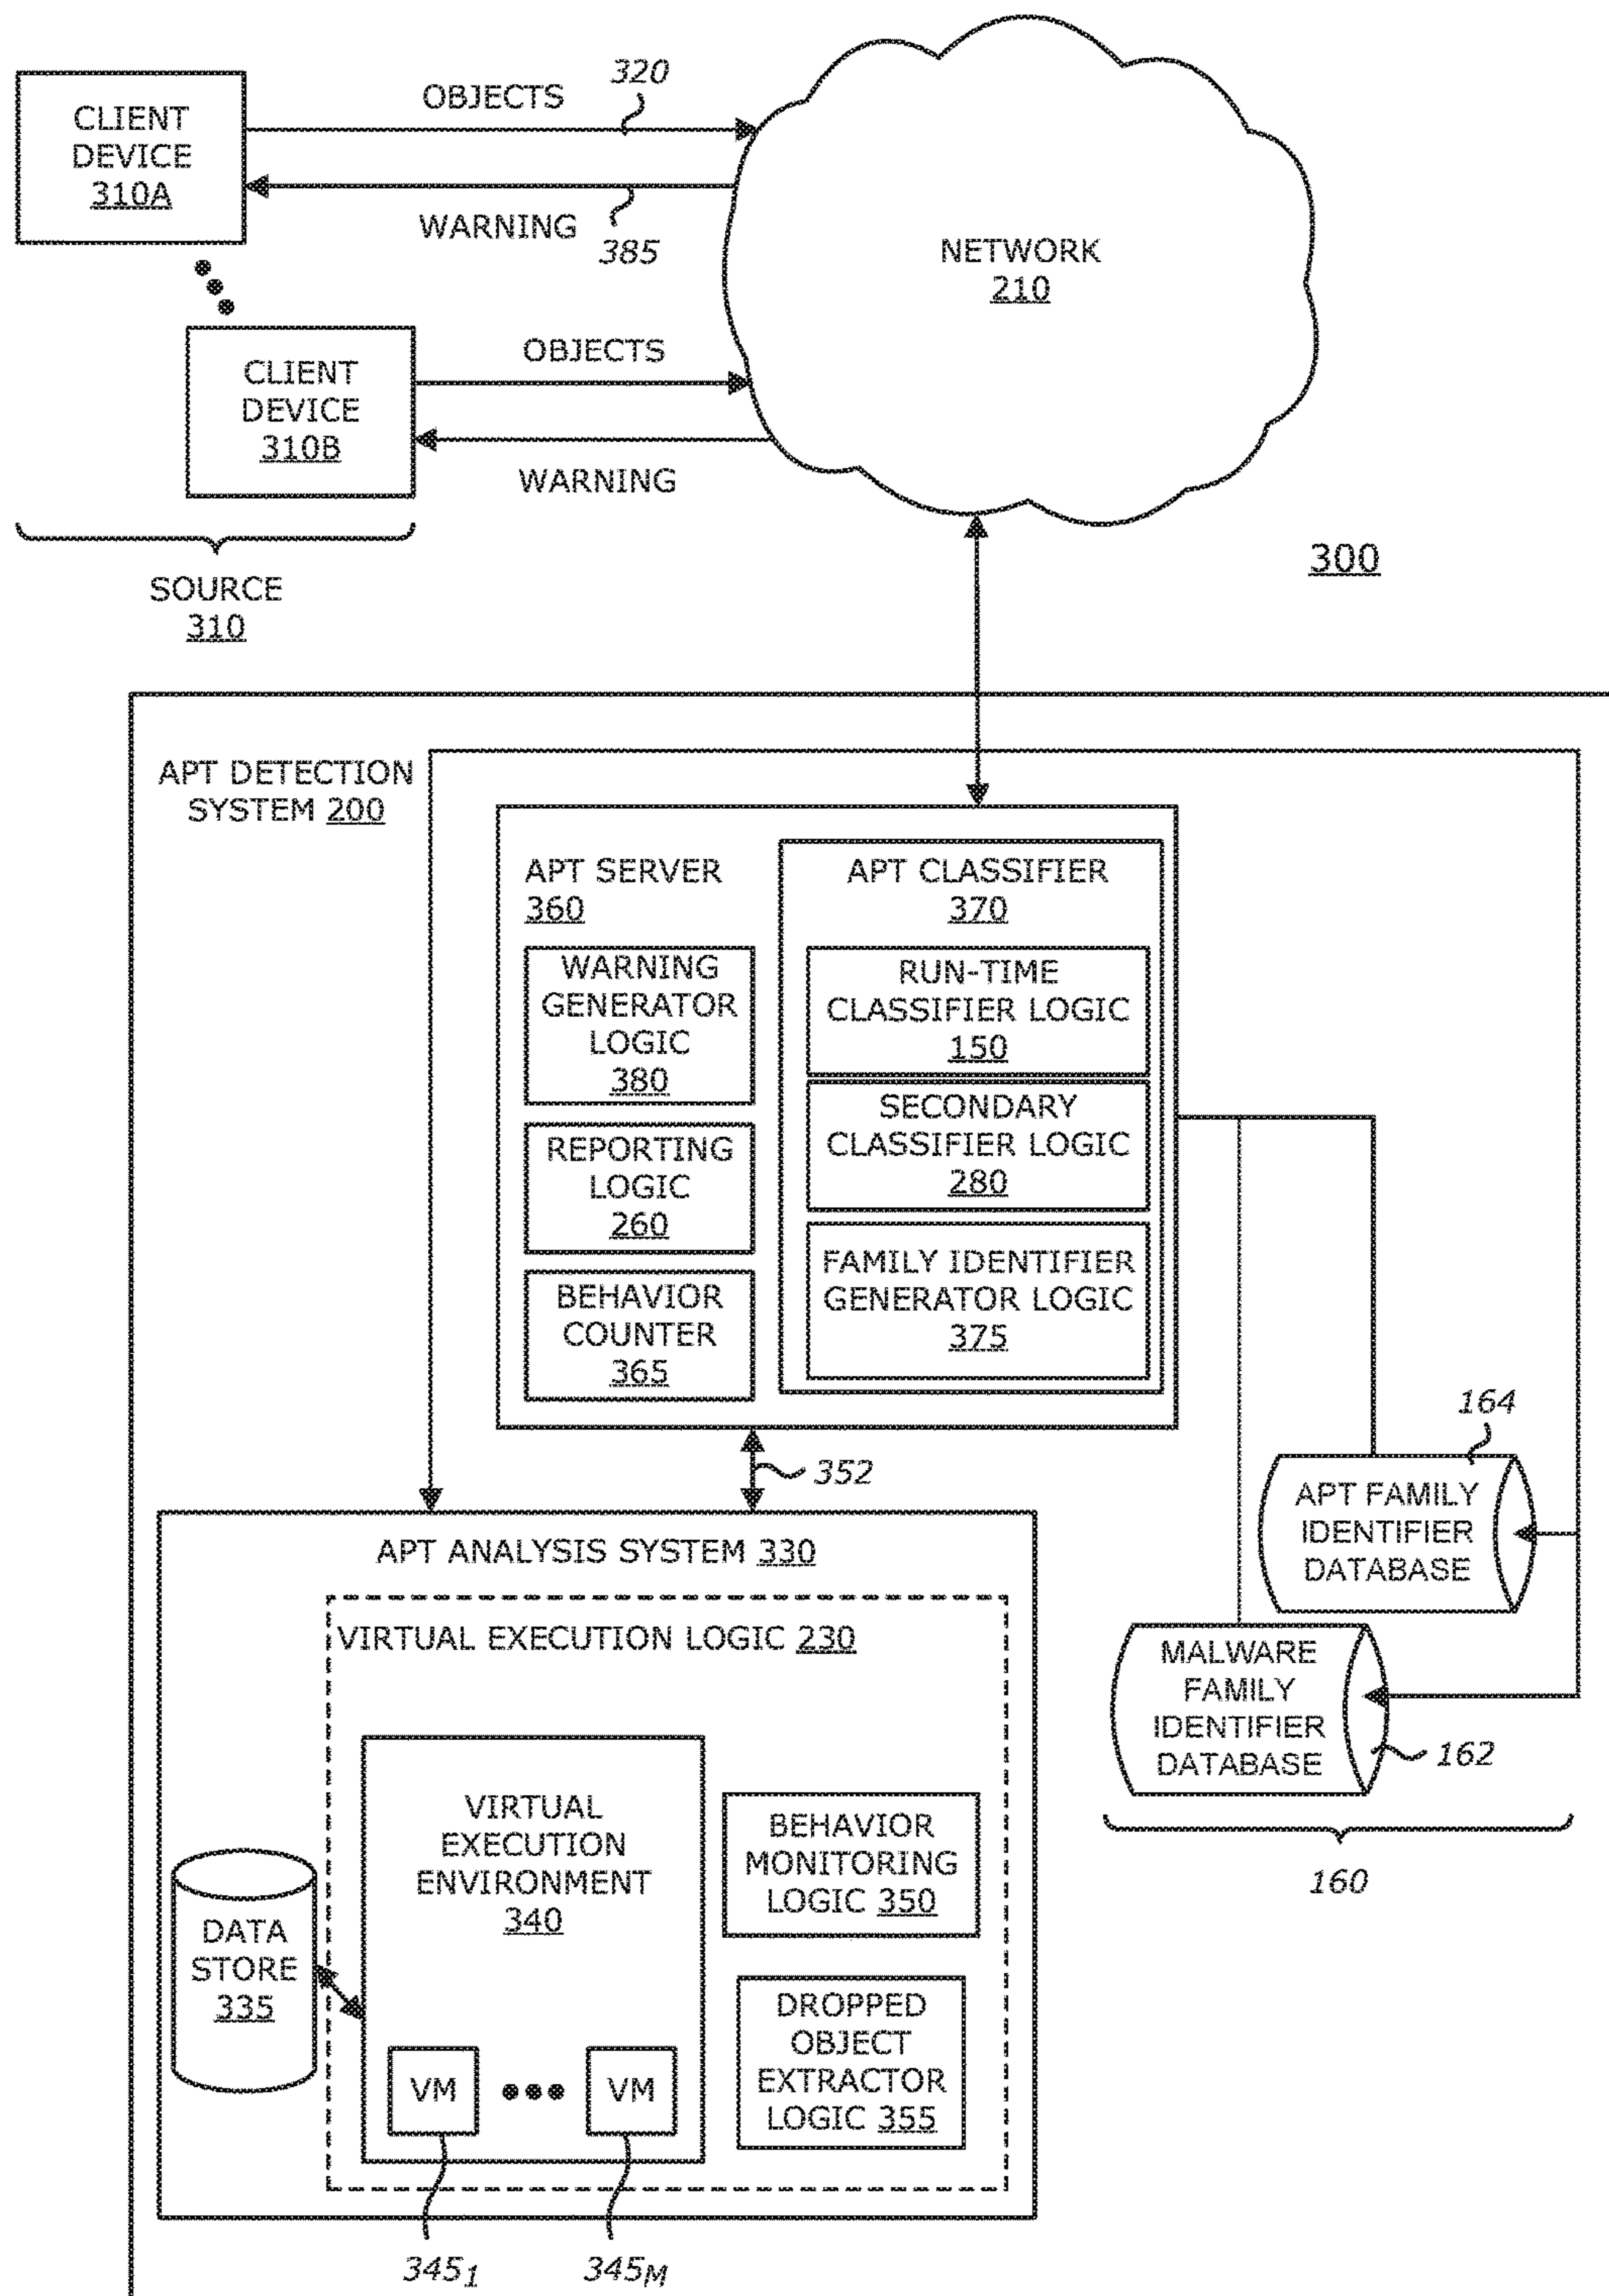 CLIENT
DEVICE
310A
OBJECTS
320
WARNING
385
NETWORK
210
CLIENT
DEVICE
310B
OBJECTS
WARNING
SOURCE
310
300
APT DETECTION
SYSTEM 200
APT SERVER
360
WARNING
GENERATOR
LOGIC
380
REPORTING
LOGIC
260
BEHAVIOR
COUNTER
365
APT CLASSIFIER
370
RUN-TIME
CLASSIFIER LOGIC
150
SECONDARY
CLASSIFIER LOGIC
280
FAMILY IDENTIFIER
GENERATOR LOGIC
375
352
164
APT FAMILY
IDENTIFIER
DATABASE
MALWARE
FAMILY
IDENTIFIER
DATABASE
162
160
APT ANALYSIS SYSTEM 330
VIRTUAL EXECUTION LOGIC 230
VIRTUAL
EXECUTION
ENVIRONMENT
340
DATA
STORE
335
VM
VM
BEHAVIOR
MONITORING
LOGIC 350
DROPPED
OBJECT
EXTRACTOR
LOGIC 355
345₁
345M